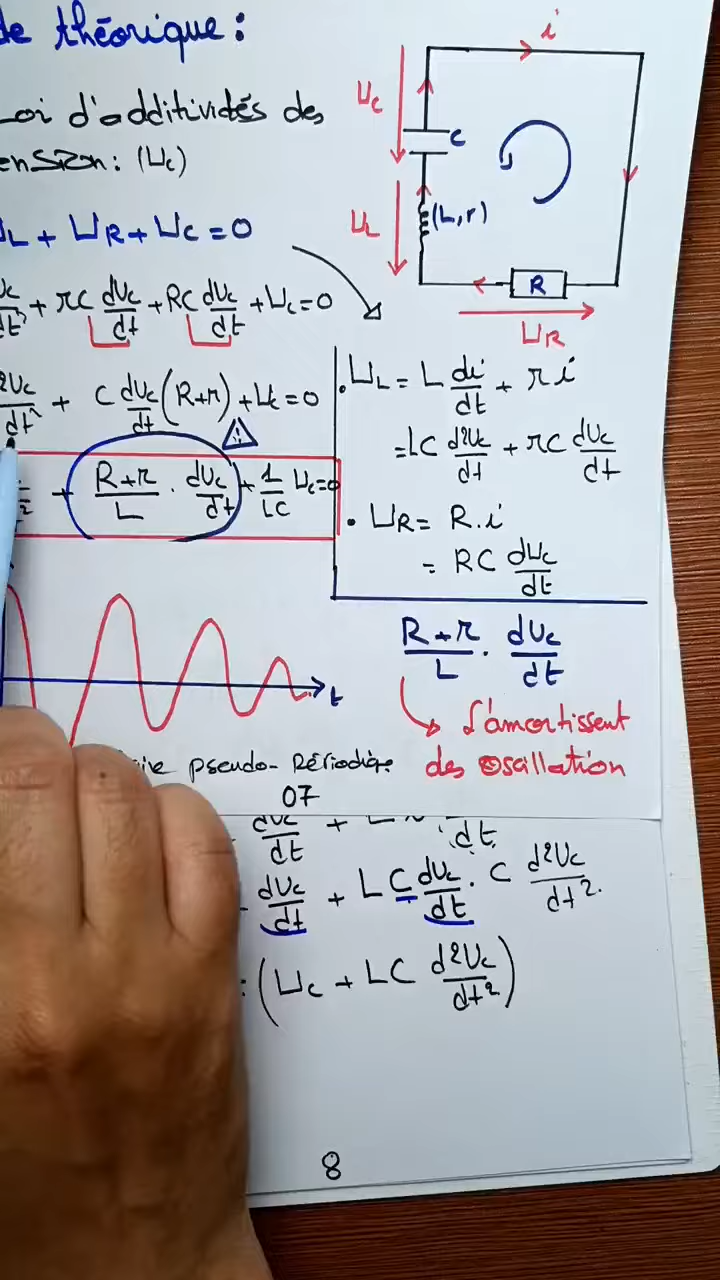 de théorique :
Loi d'additivités des
ension : (Uc)
UL + UR + Uc = 0
+ rC dUc/dt + RC dUc/dt + Uc = 0
+ C dUc/dt (R+r) + Uc = 0
+ R+r/L . dUc/dt + 1/LC Uc = 0
t
pseudo-Périodique
07
i
Uc
C
UL
(L,r)
R
UR
. UL = L di/dt + r i
= LC d²Uc/dt + rC dUc/dt
• UR = R.i
= RC dUc/dt
R+r/L . dUc/dt
L'amortissent
des oscillation
dUc/dt +
dUc/dt + LC dUc/dt . C d²Uc/dt².
: (Uc + LC d²Uc/dt²)
8